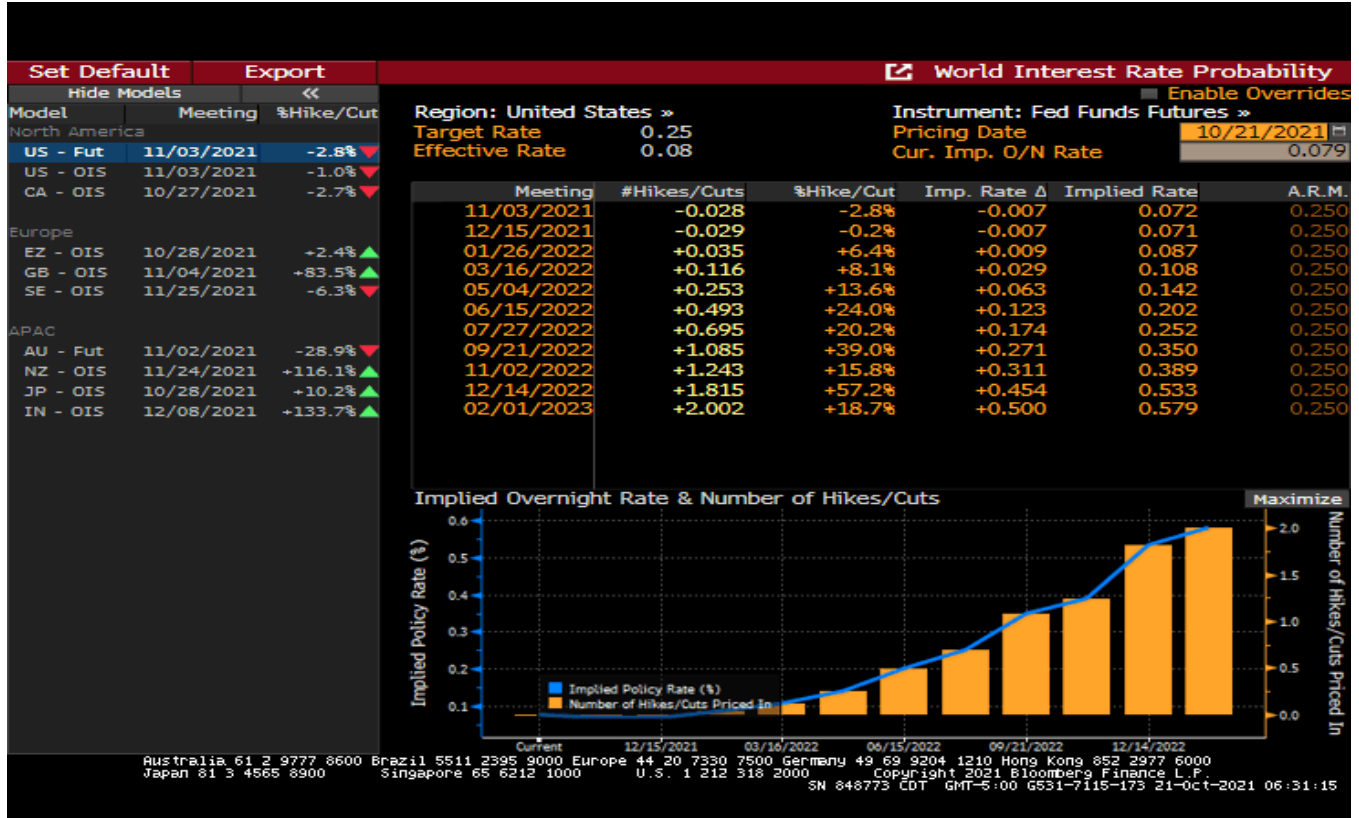 Set Default Export World Interest Rate Probability
Hide Models « Enable Overrides
Model Meeting %Hike/Cut
North America
US - Fut 11/03/2021 -2.8%
US - OIS 11/03/2021 -1.0%
CA - OIS 10/27/2021 -2.7%
Europe
EZ - OIS 10/28/2021 +2.4%
GB - OIS 11/04/2021 +83.5%
SE - OIS 11/25/2021 -6.3%
APAC
AU - Fut 11/02/2021 -28.9%
NZ - OIS 11/24/2021 +116.1%
JP - OIS 10/28/2021 +10.2%
IN - OIS 12/08/2021 +133.7%
Region: United States » Instrument: Fed Funds Futures »
Target Rate 0.25 Pricing Date 10/21/2021
Effective Rate 0.08 Cur. Imp. O/N Rate 0.079
Meeting #Hikes/Cuts %Hike/Cut Imp. Rate Δ Implied Rate A.R.M.
11/03/2021 -0.028 -2.8% -0.007 0.072 0.250
12/15/2021 -0.029 -0.2% -0.007 0.071 0.250
01/26/2022 +0.035 +6.4% +0.009 0.087 0.250
03/16/2022 +0.116 +8.1% +0.029 0.108 0.250
05/04/2022 +0.253 +13.6% +0.063 0.142 0.250
06/15/2022 +0.493 +24.0% +0.123 0.202 0.250
07/27/2022 +0.695 +20.2% +0.174 0.252 0.250
09/21/2022 +1.085 +39.0% +0.271 0.350 0.250
11/02/2022 +1.243 +15.8% +0.311 0.389 0.250
12/14/2022 +1.815 +57.2% +0.454 0.533 0.250
02/01/2023 +2.002 +18.7% +0.500 0.579 0.250
Implied Overnight Rate & Number of Hikes/Cuts Maximize
Implied Policy Rate (%)
0.6
0.5
0.4
0.3
0.2
0.1
Implied Policy Rate (%)
Number of Hikes/Cuts Priced In
2.0
1.5
1.0
0.5
0.0
Number of Hikes/Cuts Priced In
Current 12/15/2021 03/16/2022 06/15/2022 09/21/2022 12/14/2022
Australia 61 2 9777 8600 Brazil 5511 2395 9000 Europe 44 20 7330 7500 Germany 49 69 9204 1210 Hong Kong 852 2977 6000
Japan 81 3 4565 8900 Singapore 65 6212 1000 U.S. 1 212 318 2000 Copyright 2021 Bloomberg Finance L.P.
SN 848773 CDT GMT-5:00 G531-7115-173 21-Oct-2021 06:31:15